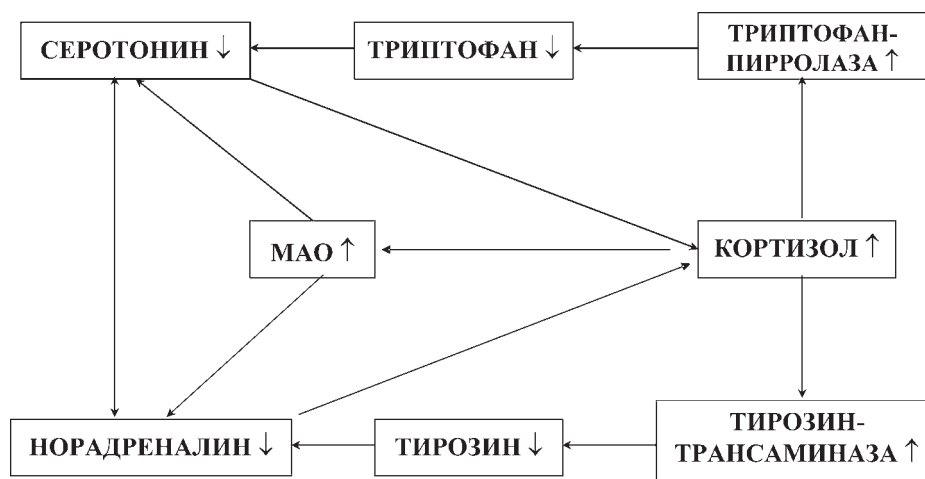 СЕРОТОНИН ↓
ТРИПТОФАН ↓
ТРИПТОФАН-
ПИРРОЛАЗА ↑
МАО ↑
КОРТИЗОЛ ↑
НОРАДРЕНАЛИН ↓
ТИРОЗИН ↓
ТИРОЗИН-
ТРАНСАМИНАЗА ↑